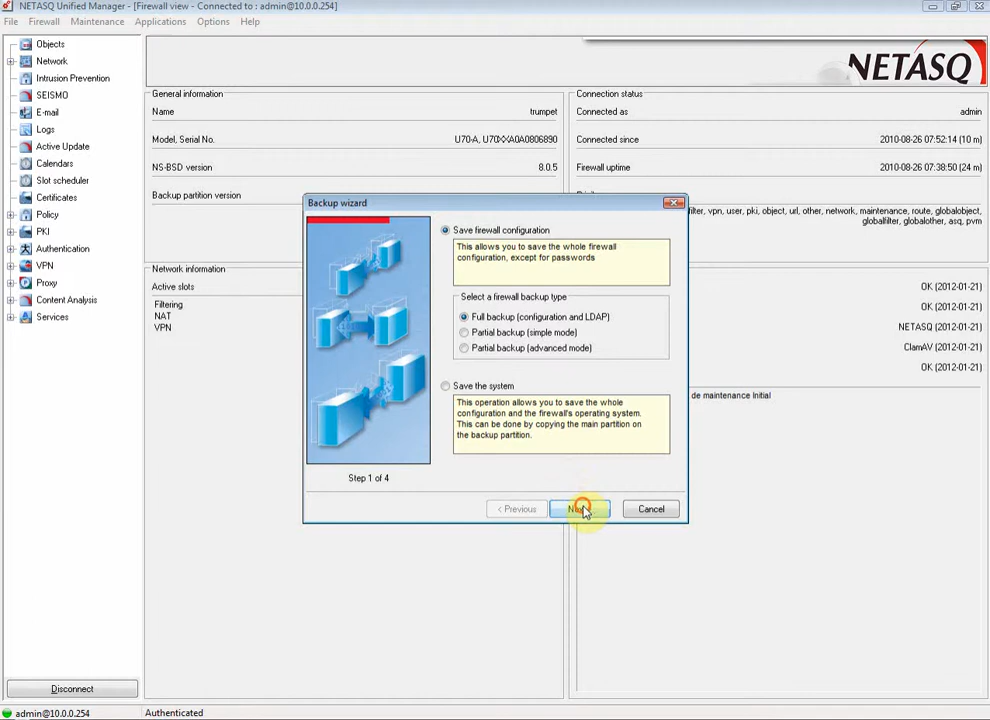 NETASQ Unified Manager - [Firewall view - Connected to : admin@10.0.0.254]
File Firewall Maintenance Applications Options Help
Objects
Network
Intrusion Prevention
SEISMO
E-mail
Logs
Active Update
Calendars
Slot scheduler
Certificates
Policy
PKI
Authentication
VPN
Proxy
Content Analysis
Services
Disconnect
NETASQ
General information
Name trumpet
Model, Serial No. U70-A,
NS-BSD version 8.0.5
Backup partition version
Network information
Active slots
Filtering
NAT
VPN
Connection status
Connected as admin
Connected since 2010-08-26 07:52:14 (10 m)
Firewall uptime 2010-08-26 07:38:50 (24 m)
filter, vpn, user, pki, object, url, other, network, maintenance, route, globalobject,
globalfilter, globalother, asq, pvm
OK (2012-01-21)
OK (2012-01-21)
NETASQ (2012-01-21)
ClamAV (2012-01-21)
OK (2012-01-21)
de maintenance Initial
Backup wizard
Save firewall configuration
This allows you to save the whole firewall
configuration, except for passwords
Select a firewall backup type
Full backup (configuration and LDAP)
Partial backup (simple mode)
Partial backup (advanced mode)
Save the system
This operation allows you to save the whole
configuration and the firewall's operating system.
This can be done by copying the main partition on
the backup partition.
Step 1 of 4
< Previous
Cancel
admin@10.0.0.254 Authenticated